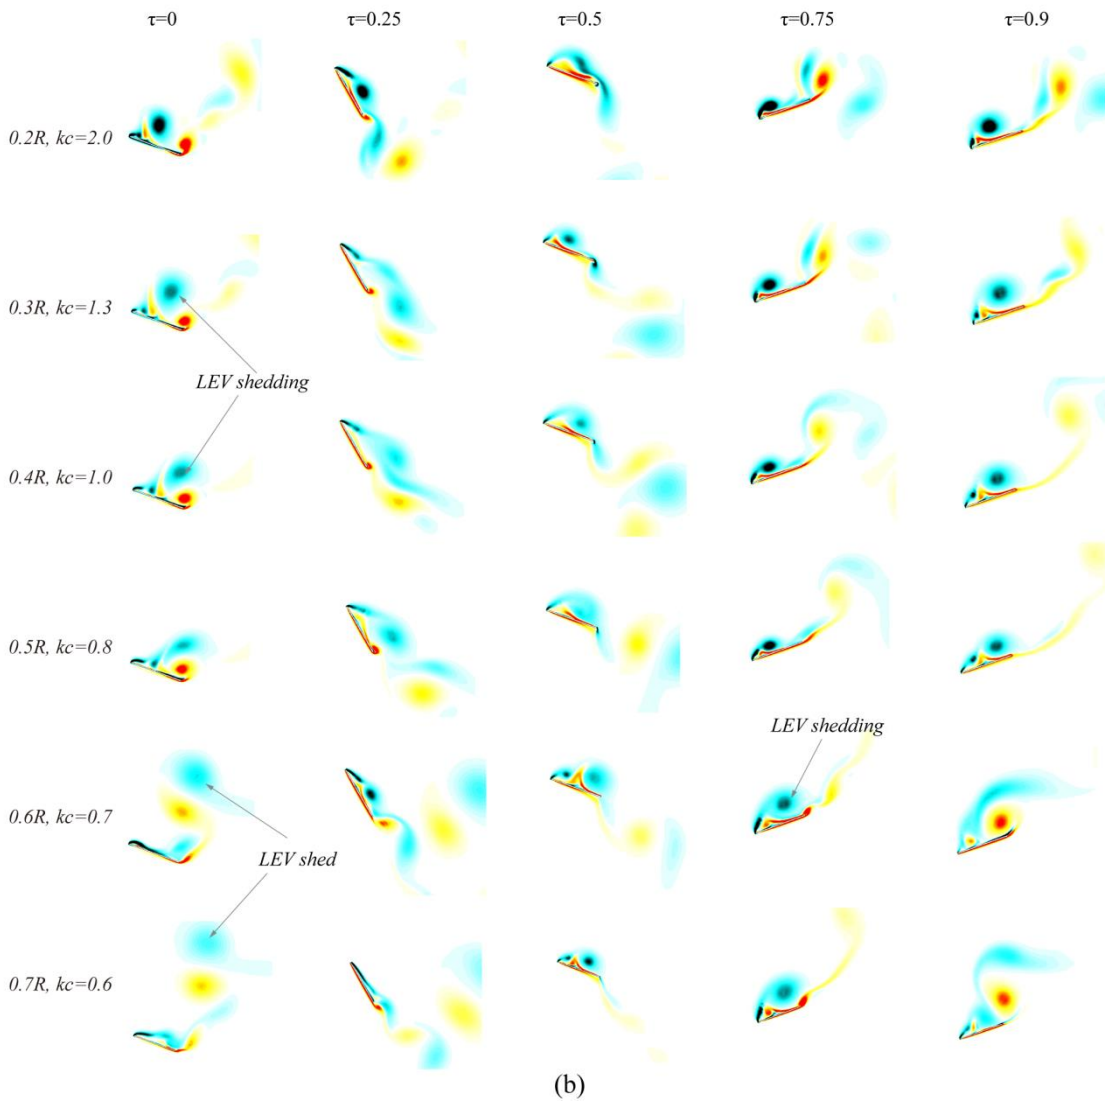 τ=0 τ=0.25 τ=0.5 τ=0.75 τ=0.9
0.2R, kc=2.0
0.3R, kc=1.3
LEV shedding
0.4R, kc=1.0
0.5R, kc=0.8
LEV shedding
0.6R, kc=0.7
LEV shed
0.7R, kc=0.6
(b)